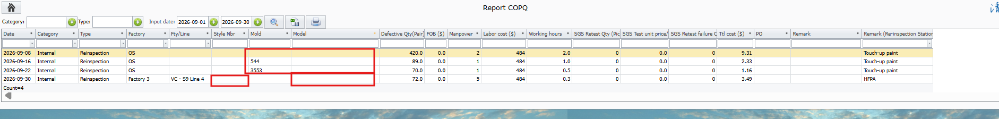 Report COPQ
Category: Type: Input date: 2026-09-01 2026-09-30
Date Category Type Factory Fty/Line Style Nbr Mold Model Defective Qty(Pair) FOB ($) Manpower Labor cost ($) Working hours SGS Retest Qty (Pic SGS Test unit price/ SGS Retest failure C Ttl cost ($) PO Remark Remark (Re-inspection Station
2026-09-08 Internal Reinspection OS 420.0 0.0 2 484 2.0 0 0.0 0 9.31 Touch-up paint
2026-09-16 Internal Reinspection OS 544 89.0 0.0 1 484 1.0 0 0.0 0 2.33 Touch-up paint
2026-09-22 Internal Reinspection OS 3553 70.0 0.0 1 484 0.5 0 0.0 0 1.16 Touch-up paint
2026-09-30 Internal Reinspection Factory 3 VC - S9 Line 4 72.0 0.0 5 484 0.3 0 0.0 0 3.49 HFPA
Count=4